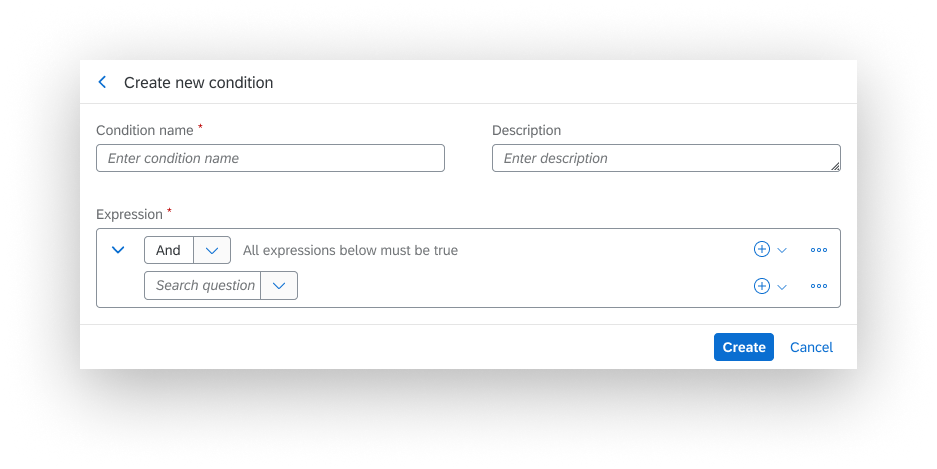 Create new condition
Condition name *
Description
Enter condition name
Enter description
Expression *
And
All expressions below must be true
Search question
Create
Cancel